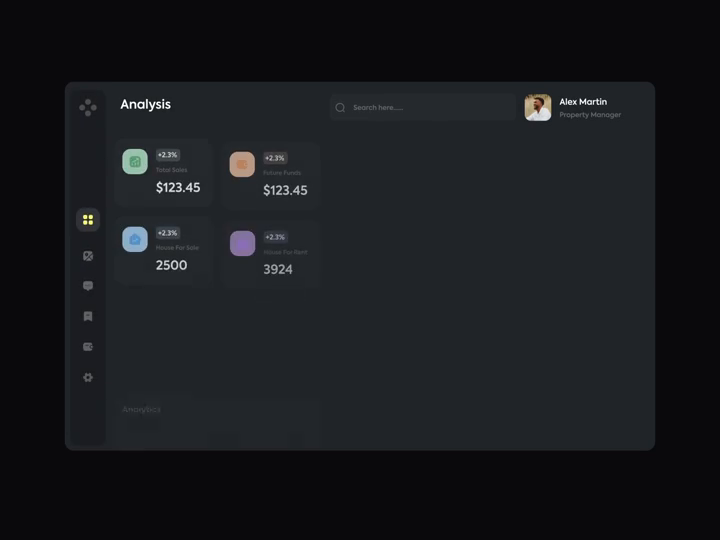 Analysis
Search here.....
Alex Martin
Property Manager
+2.3%
Total Sales
$123.45
+2.3%
Future Funds
$123.45
+2.3%
House For Sale
2500
+2.3%
House For Rent
3924
Analytics